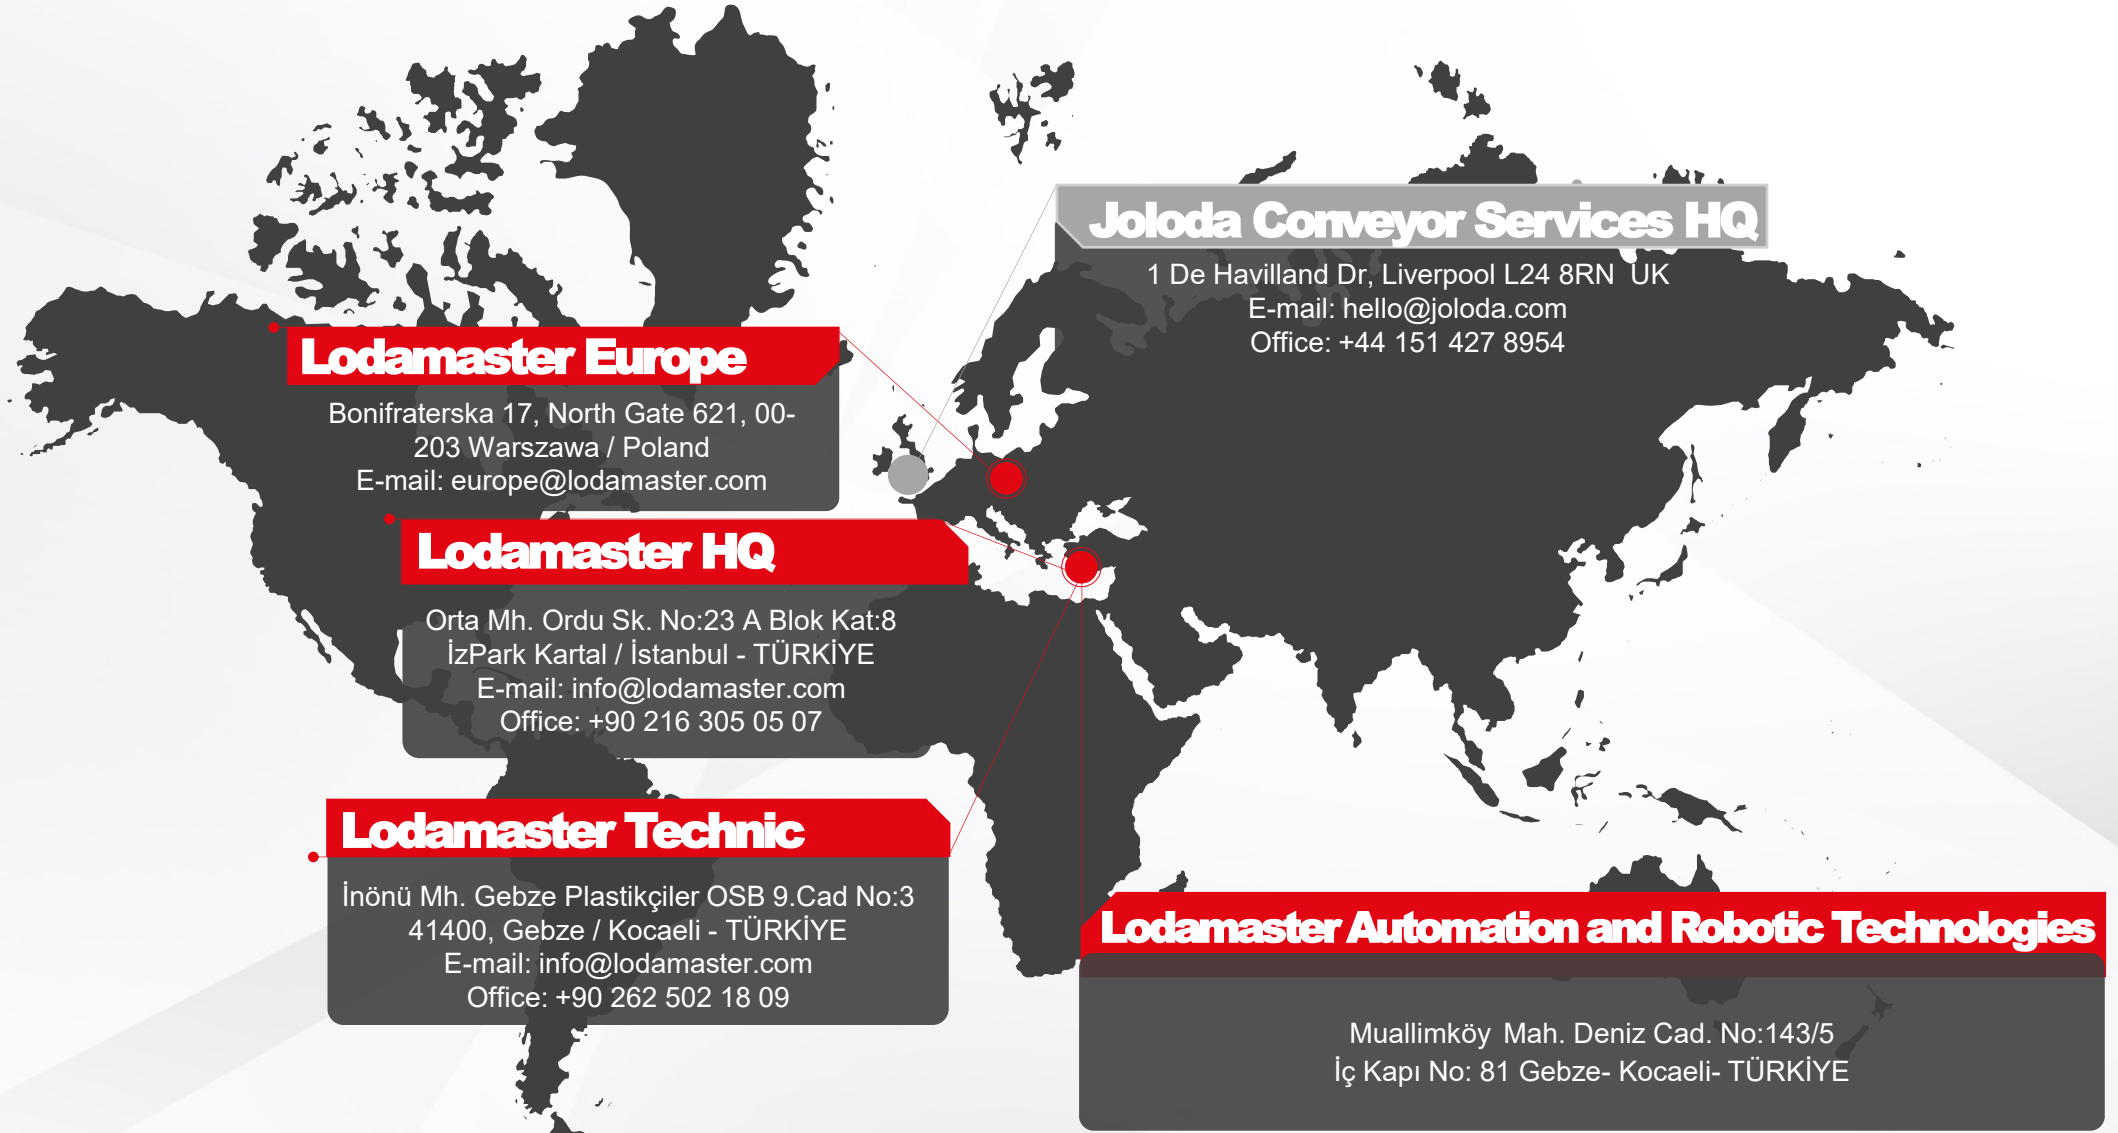 Joloda Conveyor Services HQ
1 De Havilland Dr, Liverpool L24 8RN  UK
E-mail: hello@joloda.com
Office: +44 151 427 8954
Lodamaster Europe
Bonifraterska 17, North Gate 621, 00-
203 Warszawa / Poland
E-mail: europe@lodamaster.com
Lodamaster HQ
Orta Mh. Ordu Sk. No:23 A Blok Kat:8
İzPark Kartal / İstanbul - TÜRKİYE
E-mail: info@lodamaster.com
Office: +90 216 305 05 07
Lodamaster Technic
İnönü Mh. Gebze Plastikçiler OSB 9.Cad No:3
41400, Gebze / Kocaeli - TÜRKİYE
E-mail: info@lodamaster.com
Office: +90 262 502 18 09
Lodamaster Automation and Robotic Technologies
Muallimköy Mah. Deniz Cad. No:143/5
İç Kapı No: 81 Gebze- Kocaeli- TÜRKİYE